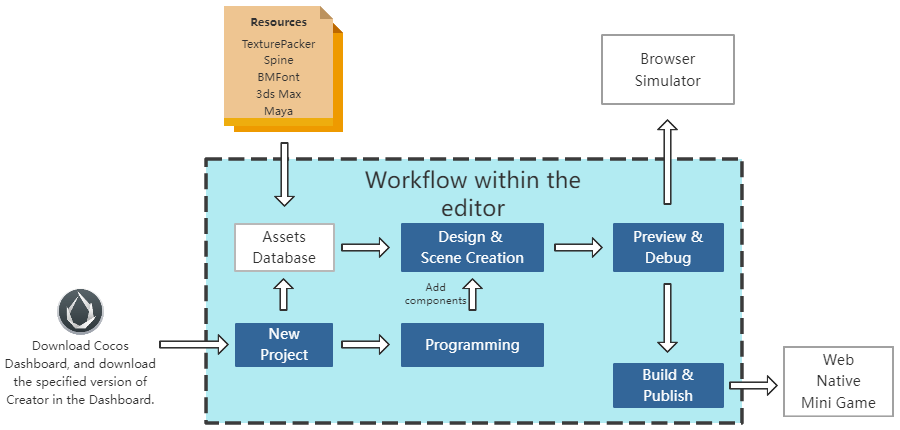 Resources
TexturePacker
Spine
BMFont
3ds Max
Maya
Browser
Simulator
Workflow within the
editor
Assets
Database
Design &
Scene Creation
Preview &
Debug
Add
components
Download Cocos
Dashboard, and download
the specified version of
Creator in the Dashboard.
New
Project
Programming
Build &
Publish
Web
Native
Mini Game